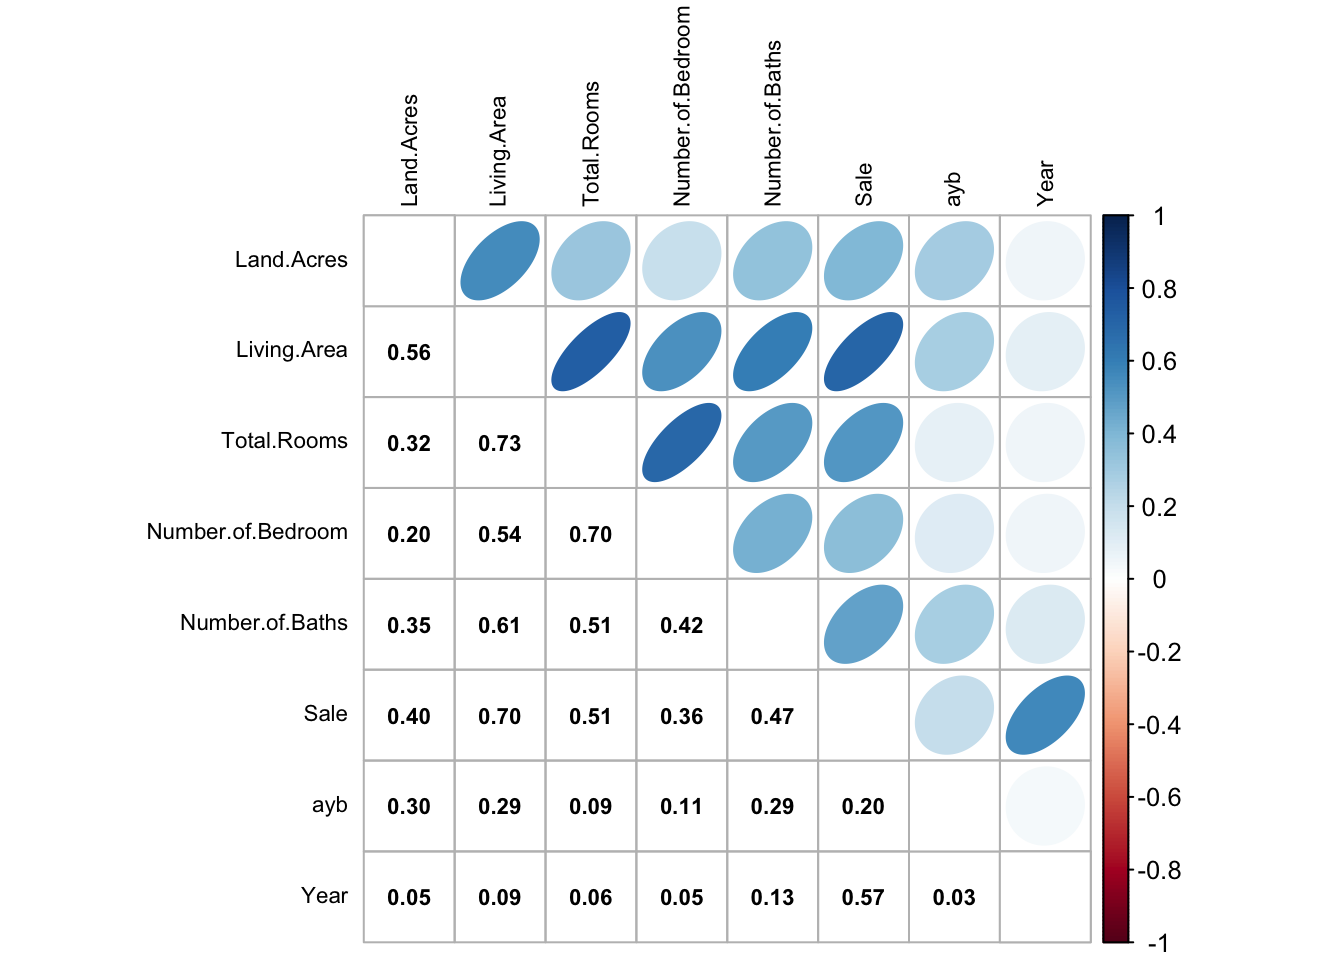 Land.Acres Living.Area Total.Rooms Number.of.Bedroom Number.of.Baths Sale ayb Year
Land.Acres
Living.Area 0.56
Total.Rooms 0.32 0.73
Number.of.Bedroom 0.20 0.54 0.70
Number.of.Baths 0.35 0.61 0.51 0.42
Sale 0.40 0.70 0.51 0.36 0.47
ayb 0.30 0.29 0.09 0.11 0.29 0.20
Year 0.05 0.09 0.06 0.05 0.13 0.57 0.03
1
0.8
0.6
0.4
0.2
0
-0.2
-0.4
-0.6
-0.8
-1